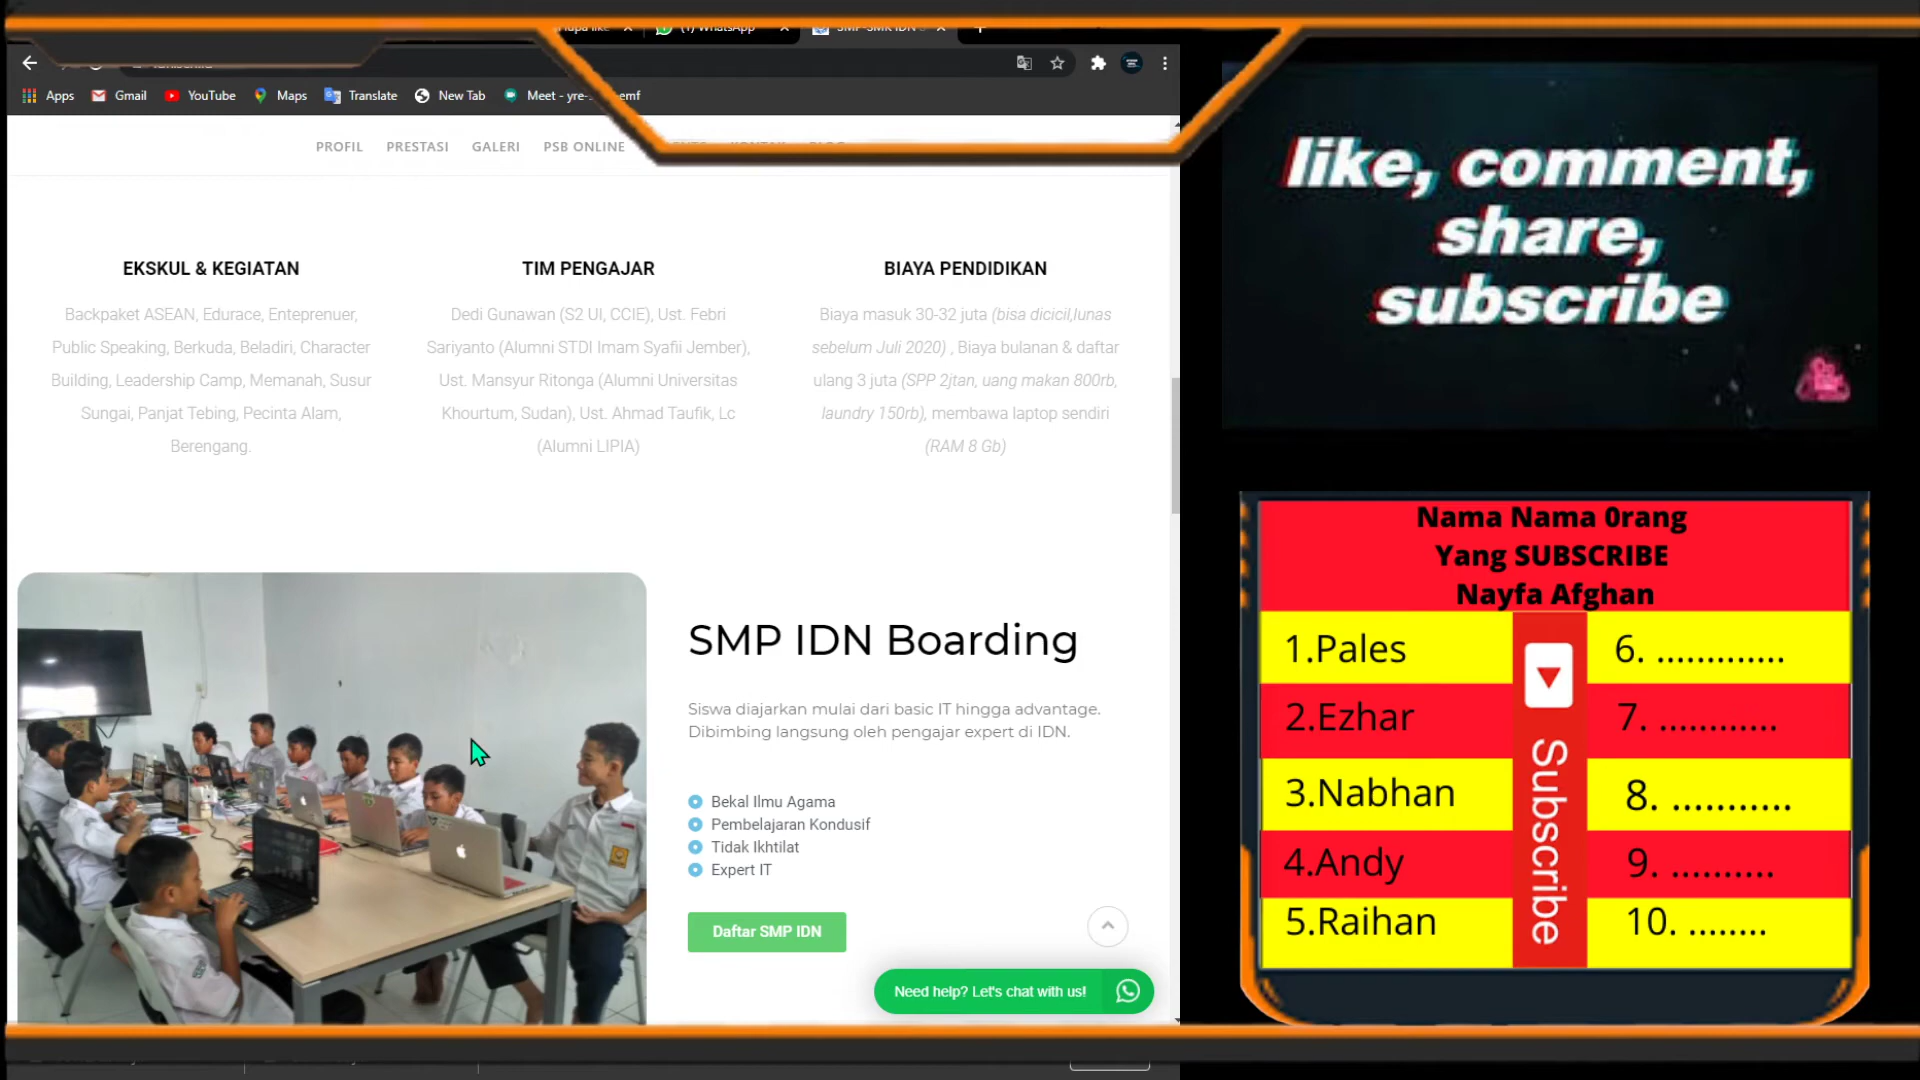 (1) WhatsApp
SMP-SMK IDN
Apps
Gmail
YouTube
Maps
Translate
New Tab
PROFIL
PRESTASI
GALERI
PSB ONLINE
EKSKUL & KEGIATAN
Backpaket ASEAN, Edurace, Enteprenuer,
Public Speaking, Berkuda, Beladiri, Character
Building, Leadership Camp, Memanah, Susur
Sungai, Panjat Tebing, Pecinta Alam,
Berengang.
TIM PENGAJAR
Dedi Gunawan (S2 UI, CCIE), Ust. Febri
Sariyanto (Alumni STDI Imam Syafii Jember),
Ust. Mansyur Ritonga (Alumni Universitas
Khourtum, Sudan), Ust. Ahmad Taufik, Lc
(Alumni LIPIA)
BIAYA PENDIDIKAN
Biaya masuk 30-32 juta (bisa dicicil,lunas
sebelum Juli 2020) , Biaya bulanan & daftar
ulang 3 juta (SPP 2jtan, uang makan 800rb,
laundry 150rb), membawa laptop sendiri
(RAM 8 Gb)
SMP IDN Boarding
Siswa diajarkan mulai dari basic IT hingga advantage.
Dibimbing langsung oleh pengajar expert di IDN.
Bekal Ilmu Agama
Pembelajaran Kondusif
Tidak Ikhtilat
Expert IT
Daftar SMP IDN
Need help? Let's chat with us!
like, comment,
share,
subscribe
Nama Nama 0rang
Yang SUBSCRIBE
Nayfa Afghan
1.Pales
2.Ezhar
3.Nabhan
4.Andy
5.Raihan
Subscribe
6. .............
7. ............
8. ...........
9. ..........
10. ........